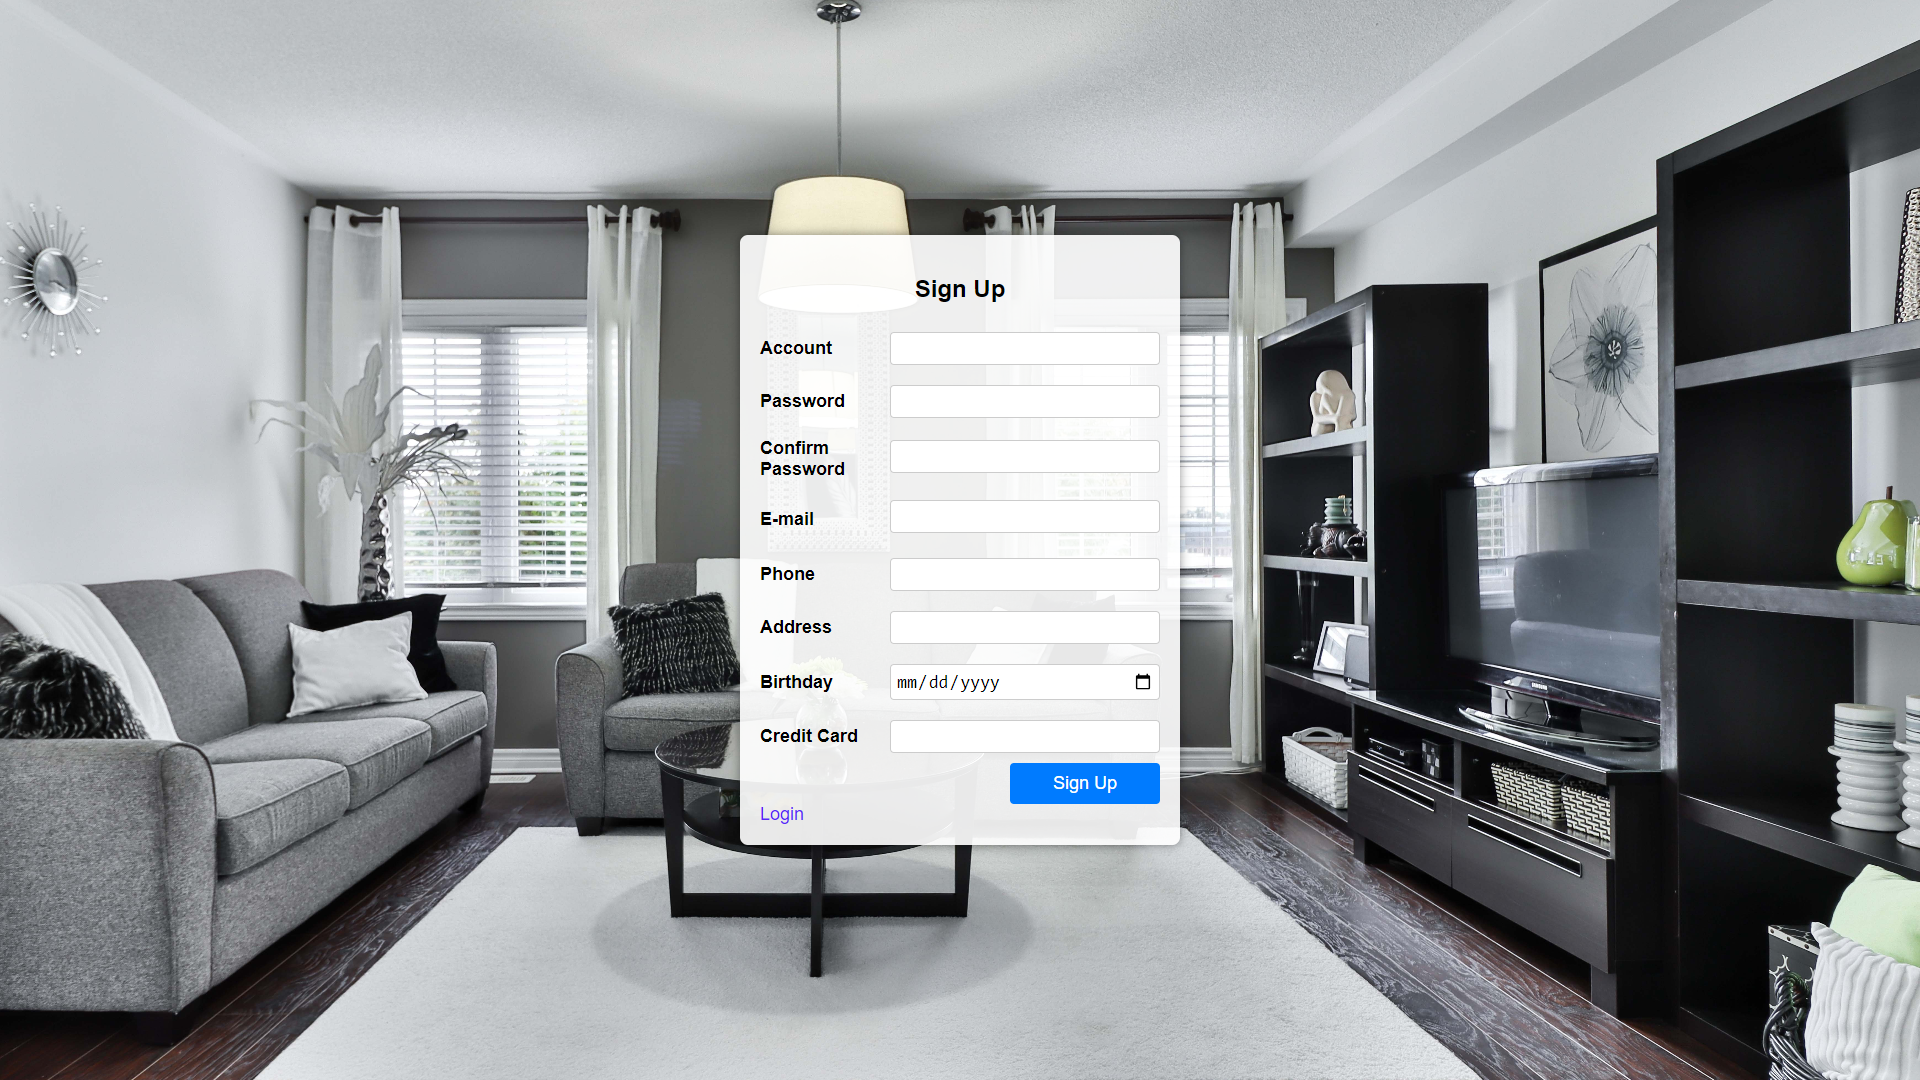 Sign Up
Account
Password
Confirm
Password
E-mail
Phone
Address
Birthday
mm/dd/yyyy
Credit Card
Sign Up
Login